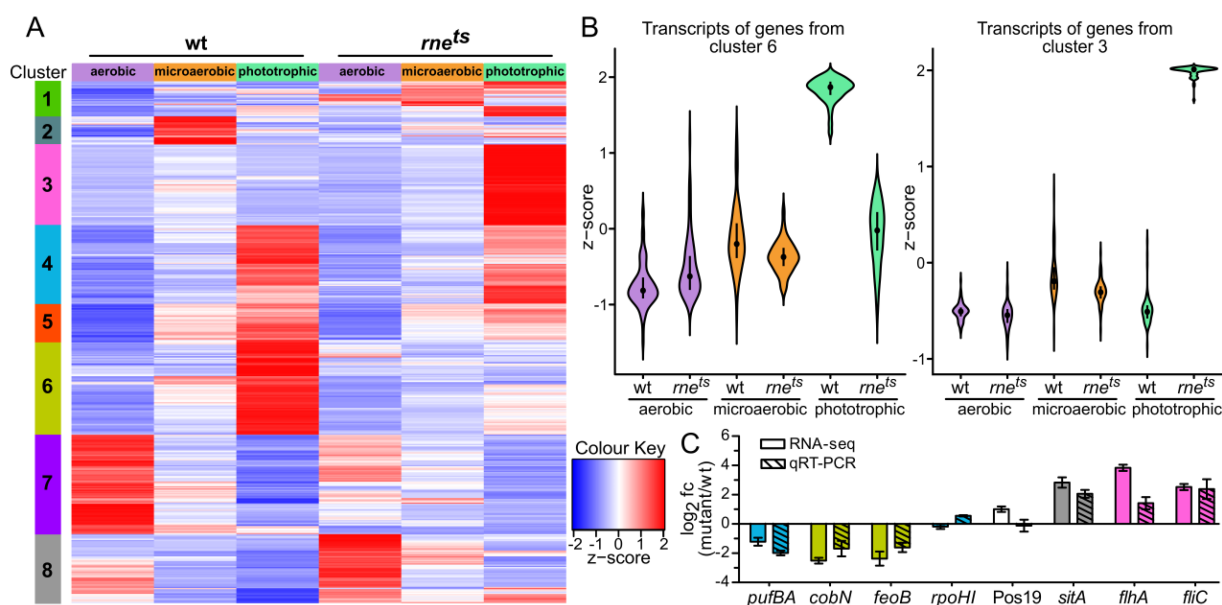 A
wt rne^ts
Cluster aerobic microaerobic phototrophic aerobic microaerobic phototrophic
1
2
3
4
5
6
7
8
Colour Key
-2 -1 0 1 2
z-score
B
Transcripts of genes from
cluster 6
2
1
0
-1
z-score
wt rne^ts wt rne^ts wt rne^ts
aerobic microaerobic phototrophic
Transcripts of genes from
cluster 3
2
0
-1
z-score
wt rne^ts wt rne^ts wt rne^ts
aerobic microaerobic phototrophic
C
RNA-seq
qRT-PCR
log2 fc
(mutant/wt)
6
4
2
0
-2
-4
pufBA cobN feoB rpoHI Pos19 sitA flhA fliC